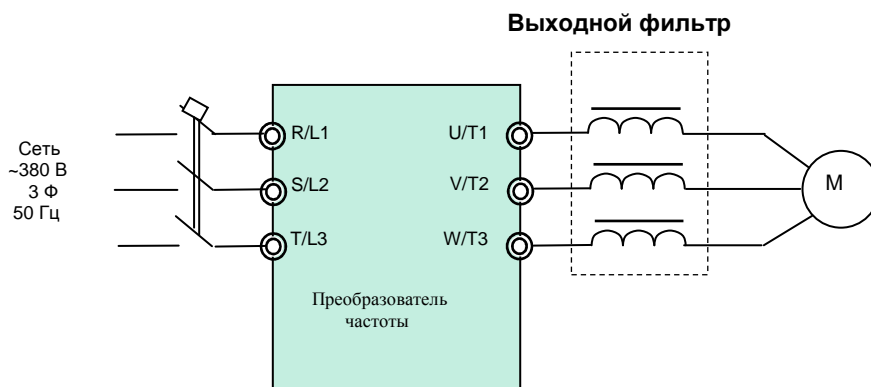 Выходной фильтр
Сеть
~380 В
3 Ф
50 Гц
R/L1
S/L2
T/L3
U/T1
V/T2
W/T3
Преобразователь
частоты
M